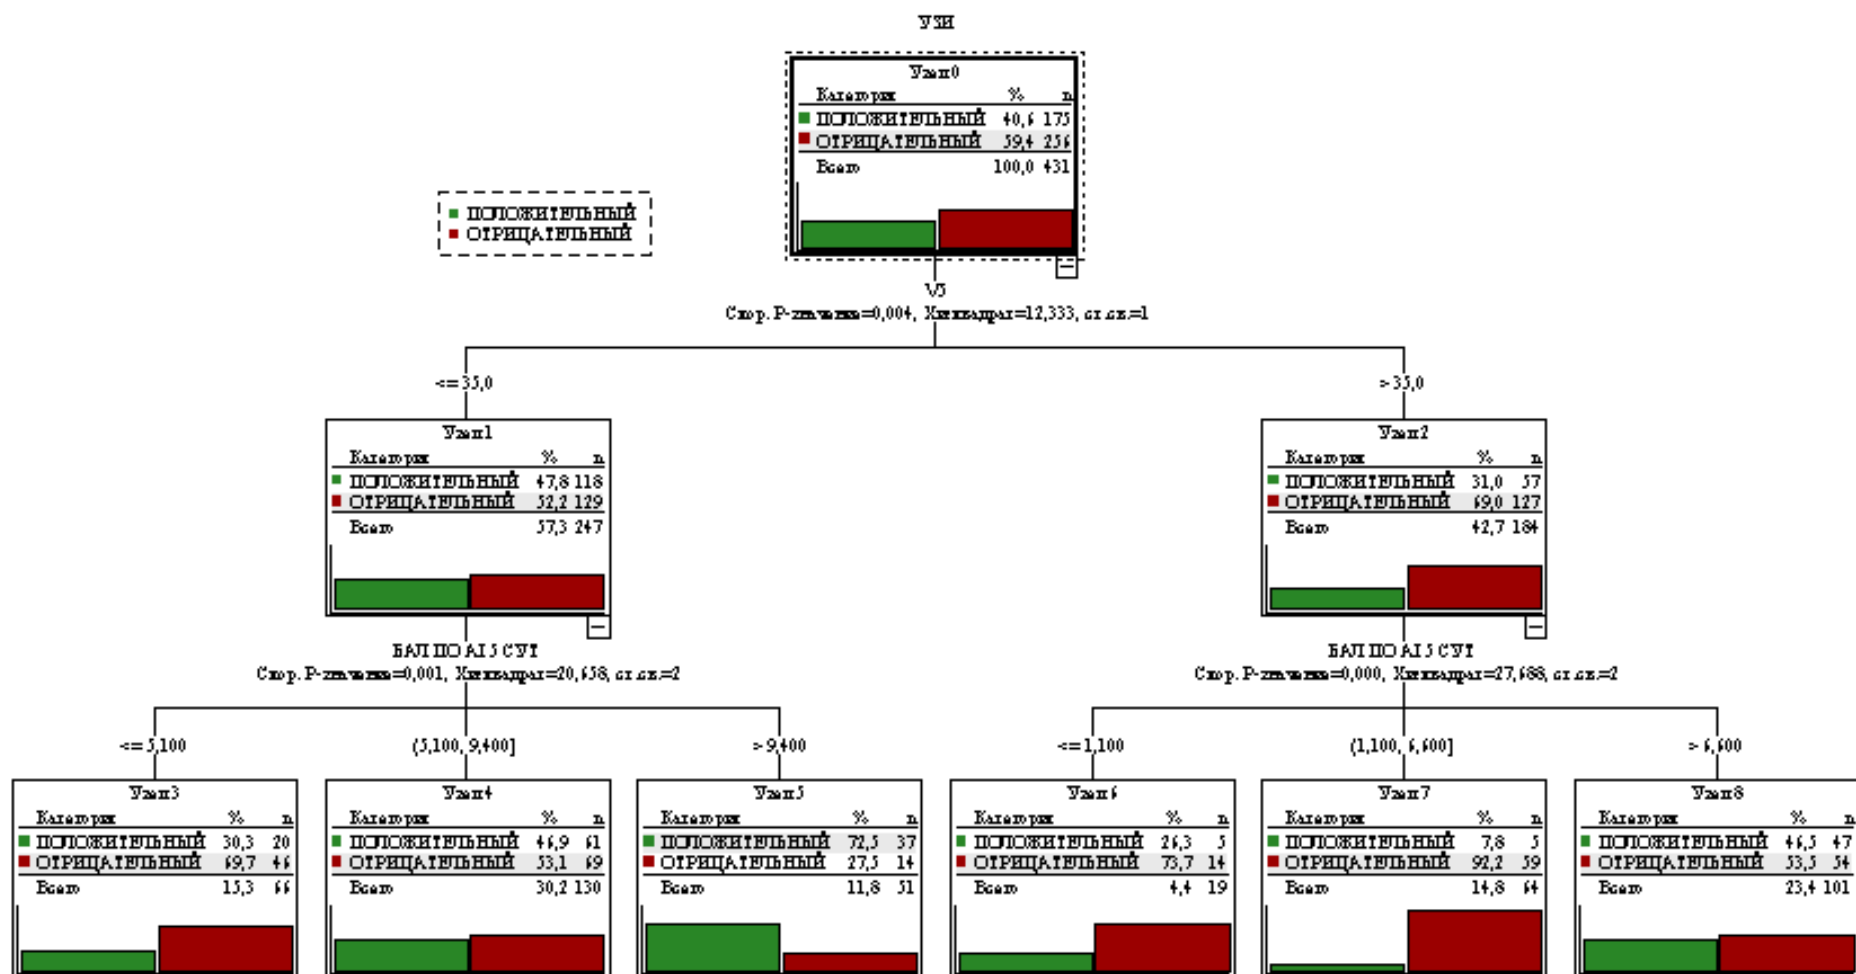 УЗИ
Узел 0
Категория % n
ПОЛОЖИТЕЛЬНЫЙ 40,6 175
ОТРИЦАТЕЛЬНЫЙ 59,4 256
Всего 100,0 431
ПОЛОЖИТЕЛЬНЫЙ
ОТРИЦАТЕЛЬНЫЙ
V5
Скор. P-значение=0,004, Хи-квадрат=12,333, ст.св.=1
<= 35,0
> 35,0
Узел 1
Категория % n
ПОЛОЖИТЕЛЬНЫЙ 47,8 118
ОТРИЦАТЕЛЬНЫЙ 52,2 129
Всего 57,3 247
Узел 2
Категория % n
ПОЛОЖИТЕЛЬНЫЙ 31,0 57
ОТРИЦАТЕЛЬНЫЙ 69,0 127
Всего 42,7 184
БАЛ ПО АI 5 СУТ
Скор. P-значение=0,001, Хи-квадрат=20,658, ст.св.=2
БАЛ ПО АI 5 СУТ
Скор. P-значение=0,000, Хи-квадрат=27,688, ст.св.=2
<= 5,100
(5,100, 9,400]
> 9,400
<= 1,100
(1,100, 6,600]
> 6,600
Узел 3
Категория % n
ПОЛОЖИТЕЛЬНЫЙ 30,3 20
ОТРИЦАТЕЛЬНЫЙ 69,7 46
Всего 15,3 66
Узел 4
Категория % n
ПОЛОЖИТЕЛЬНЫЙ 46,9 61
ОТРИЦАТЕЛЬНЫЙ 53,1 69
Всего 30,2 130
Узел 5
Категория % n
ПОЛОЖИТЕЛЬНЫЙ 72,5 37
ОТРИЦАТЕЛЬНЫЙ 27,5 14
Всего 11,8 51
Узел 6
Категория % n
ПОЛОЖИТЕЛЬНЫЙ 26,3 5
ОТРИЦАТЕЛЬНЫЙ 73,7 14
Всего 4,4 19
Узел 7
Категория % n
ПОЛОЖИТЕЛЬНЫЙ 7,8 5
ОТРИЦАТЕЛЬНЫЙ 92,2 59
Всего 14,8 64
Узел 8
Категория % n
ПОЛОЖИТЕЛЬНЫЙ 46,5 47
ОТРИЦАТЕЛЬНЫЙ 53,5 54
Всего 23,4 101